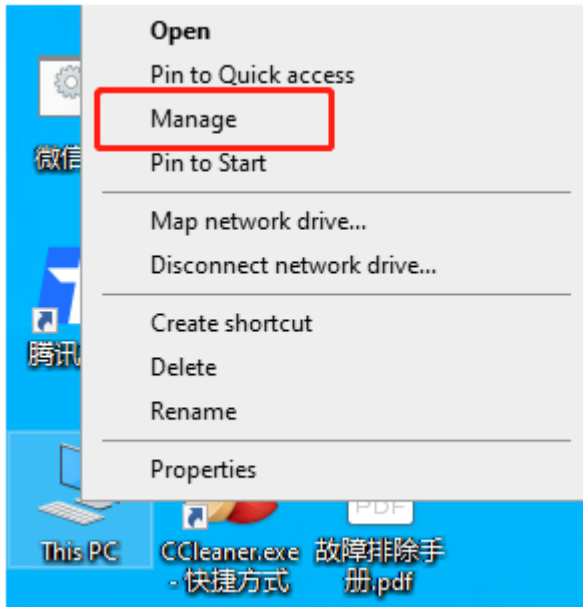 Open
Pin to Quick access
Manage
Pin to Start
Map network drive...
Disconnect network drive...
Create shortcut
Delete
Rename
Properties
微信
腾讯
PDF
This PC
CCleaner.exe
- 快捷方式
故障排除手
册.pdf